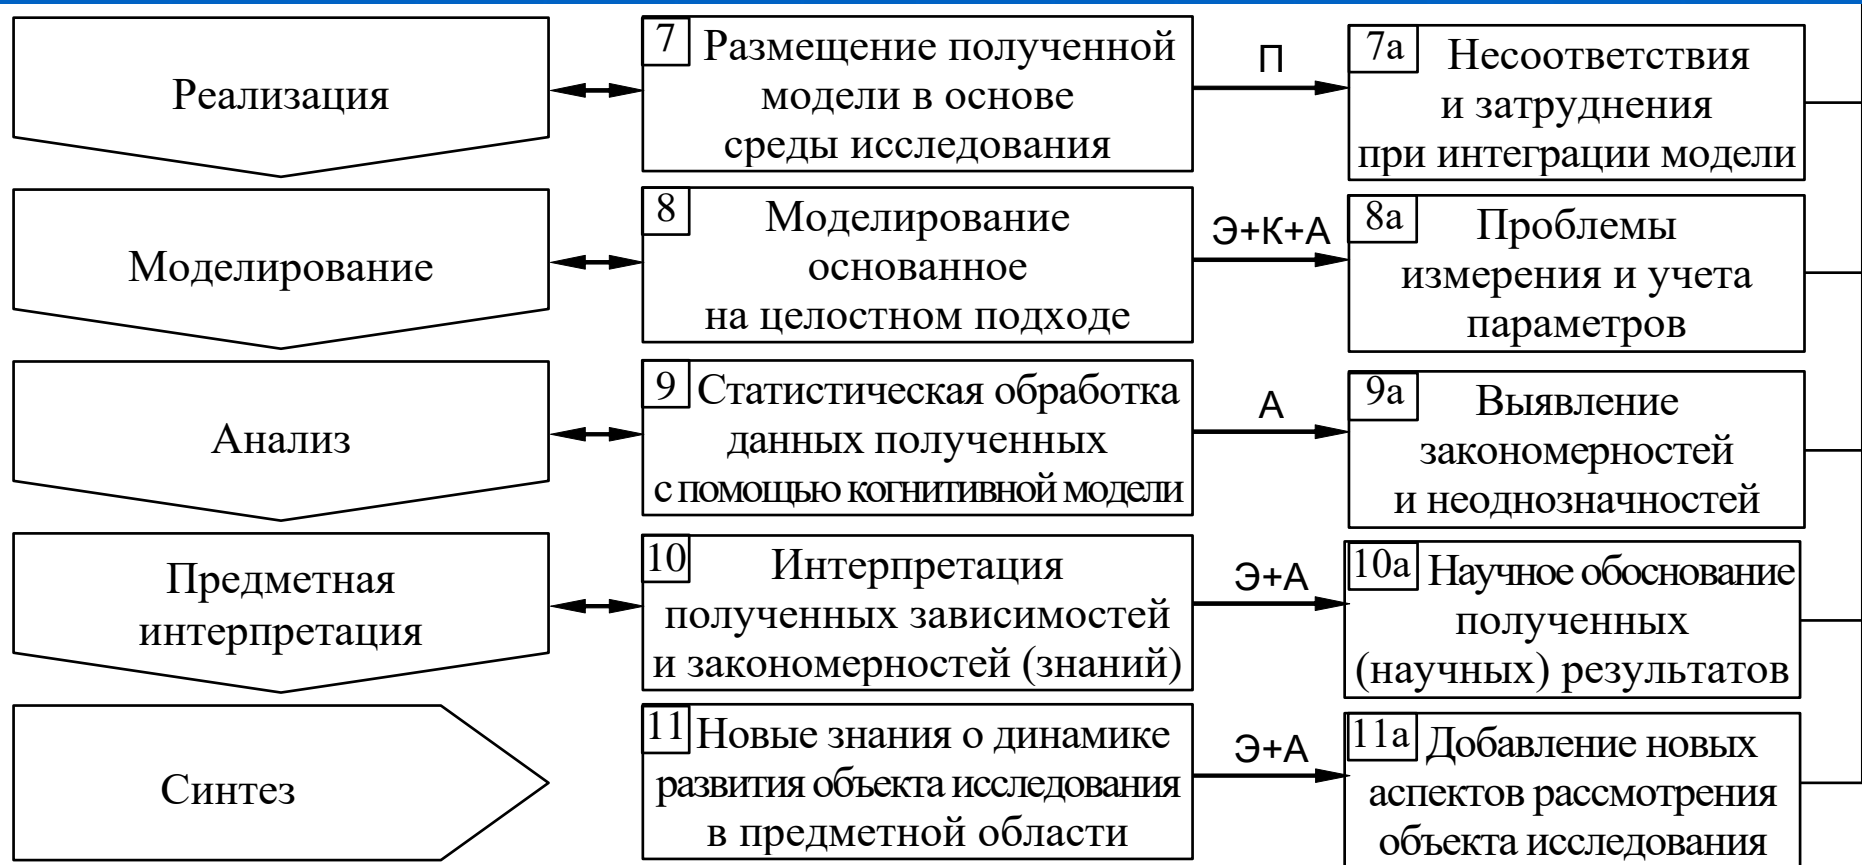 Реализация
7 Размещение полученной
модели в основе
среды исследования
П
7а Несоответствия
и затруднения
при интеграции модели
Моделирование
8 Моделирование
основанное
на целостном подходе
Э+К+А
8а Проблемы
измерения и учета
параметров
Анализ
9 Статистическая обработка
данных полученных
с помощью когнитивной модели
А
9а Выявление
закономерностей
и неоднозначностей
Предметная
интерпретация
10 Интерпретация
полученных зависимостей
и закономерностей (знаний)
Э+А
10а Научное обоснование
полученных
(научных) результатов
Синтез
11 Новые знания о динамике
развития объекта исследования
в предметной области
Э+А
11а Добавление новых
аспектов рассмотрения
объекта исследования